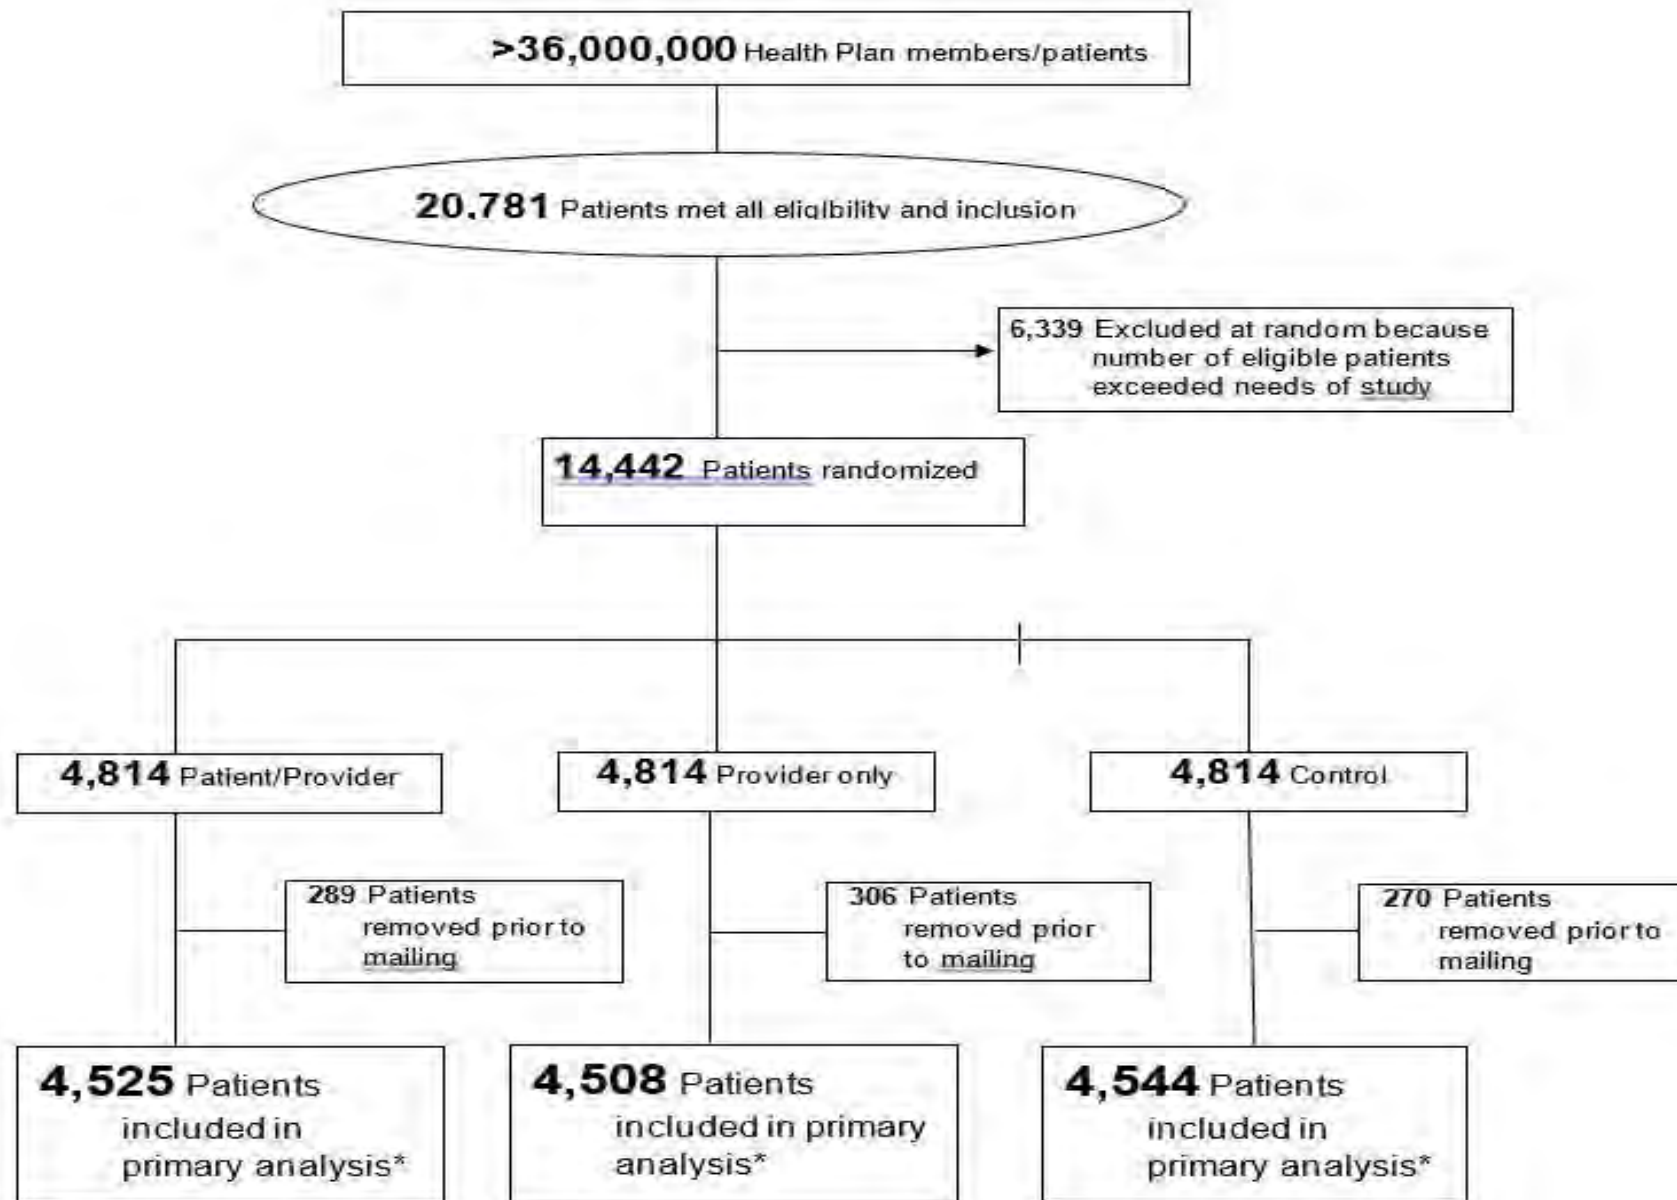 >36,000,000 Health Plan members/patients
20,781 Patients met all eligibility and inclusion
6,339 Excluded at random because
number of eligible patients
exceeded needs of study
14,442 Patients randomized
4,814 Patient/Provider
4,814 Provider only
4,814 Control
289 Patients
removed prior to
mailing
306 Patients
removed prior
to mailing
270 Patients
removed prior to
mailing
4,525 Patients
included in
primary analysis*
4,508 Patients
included in primary
analysis*
4,544 Patients
included in
primary analysis*